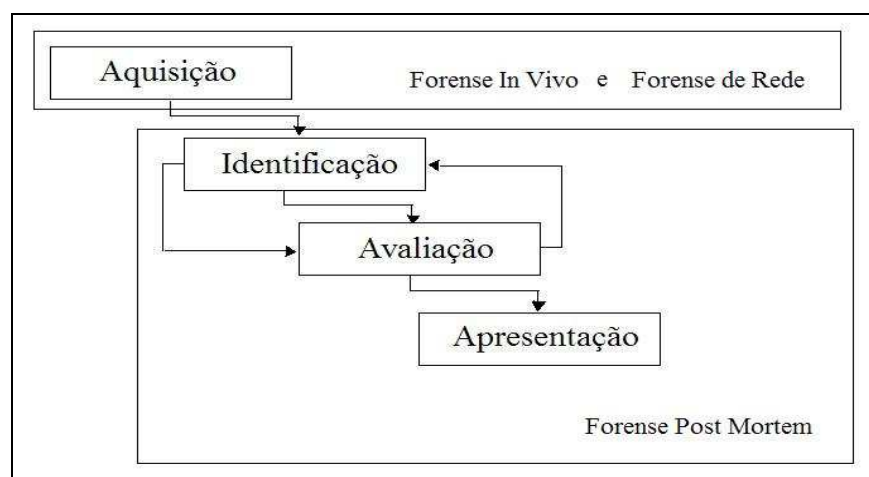 Aquisição
Forense In Vivo e Forense de Rede
Identificação
Avaliação
Apresentação
Forense Post Mortem